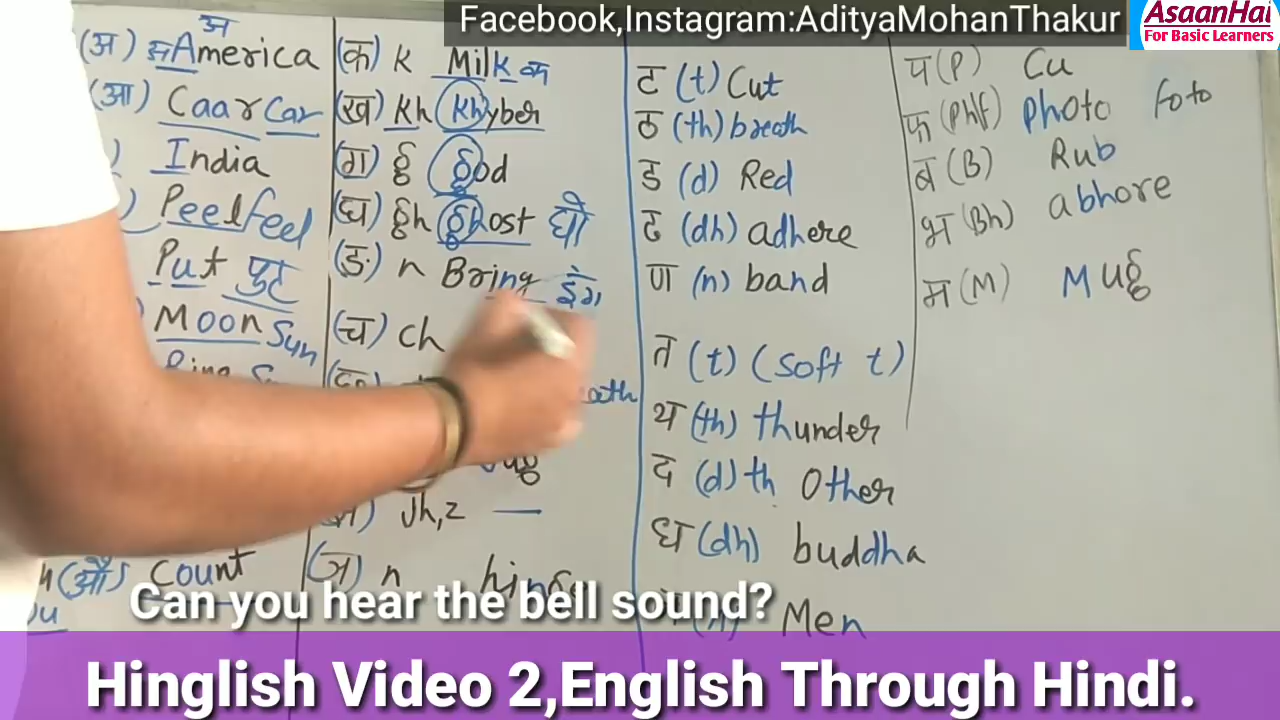 Facebook,Instagram:AdityaMohanThakur
AsaanHai
For Basic Learners
अ
(अ) अAmerica
(आ) Caar Car
) India
) Peel feel
Put फुट
Moon Sun
(औ) Count
ou
(क) k Milk क
(ख) kh khyber
(ग) g god
(घ) gh ghost घो
(ङ) n Bring इंग
(च) ch
Jh,z —
(ञ) n hinge
ट (t) Cut
ठ (th) breath
ड (d) Red
ढ (dh) adhere
ण (n) band
त (t) (soft t)
थ (th) thunder
द (d) th Other
ध (dh) buddha
Men
प (P) Cu
फ (Ph/f) photo foto
ब (B) Rub
भ (Bh) abhore
म (M) Mug
Can you hear the bell sound?
Hinglish Video 2,English Through Hindi.